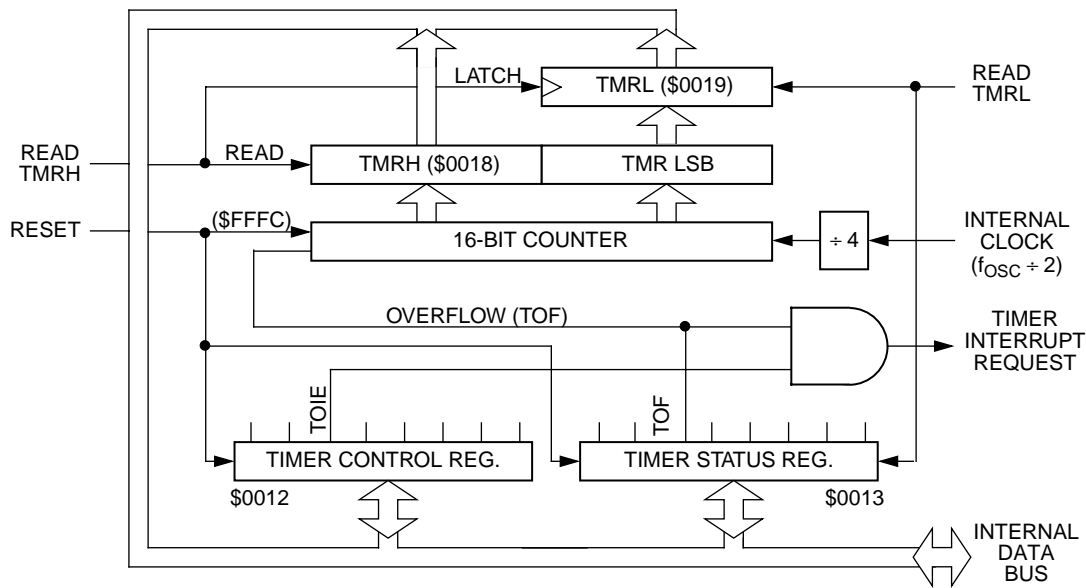 LATCH
TMRL ($0019)
READ
TMRL
READ
TMRH
READ
TMRH ($0018)
TMR LSB
RESET
($FFFC)
16-BIT COUNTER
÷ 4
INTERNAL
CLOCK
(fOSC ÷ 2)
OVERFLOW (TOF)
TIMER
INTERRUPT
REQUEST
TOIE
TOF
TIMER CONTROL REG.
TIMER STATUS REG.
$0012
$0013
INTERNAL
DATA
BUS